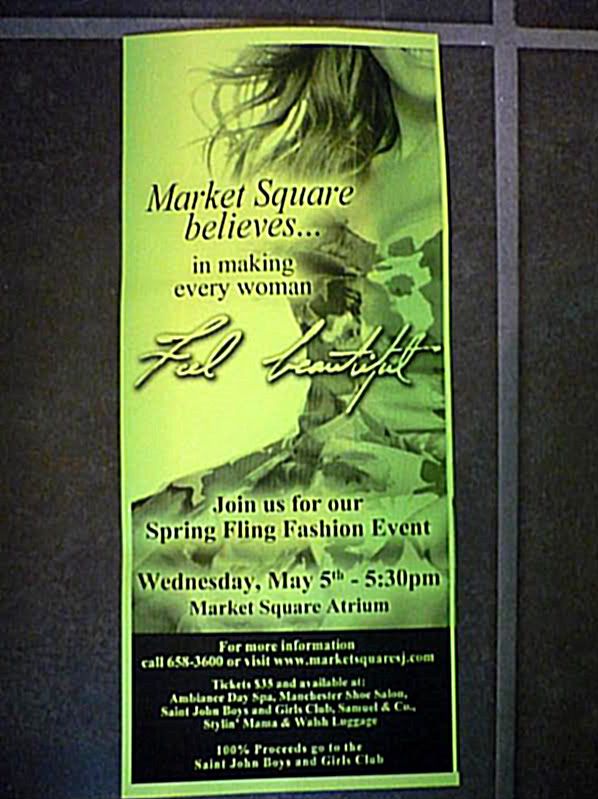 Market Square
believes...
in making
every woman
Feel beautiful
Join us for our
Spring Fling Fashion Event
Wednesday, May 5th - 5:30pm
Market Square Atrium
For more information
call 658-3600 or visit www.marketsquaresj.com
Tickets $35 and available at:
Ambiance Day Spa, Manchester Shoe Salon,
Saint John Boys and Girls Club, Samuel & Co.,
Stylin' Mama & Walsh Luggage
100% Proceeds go to the
Saint John Boys and Girls Club